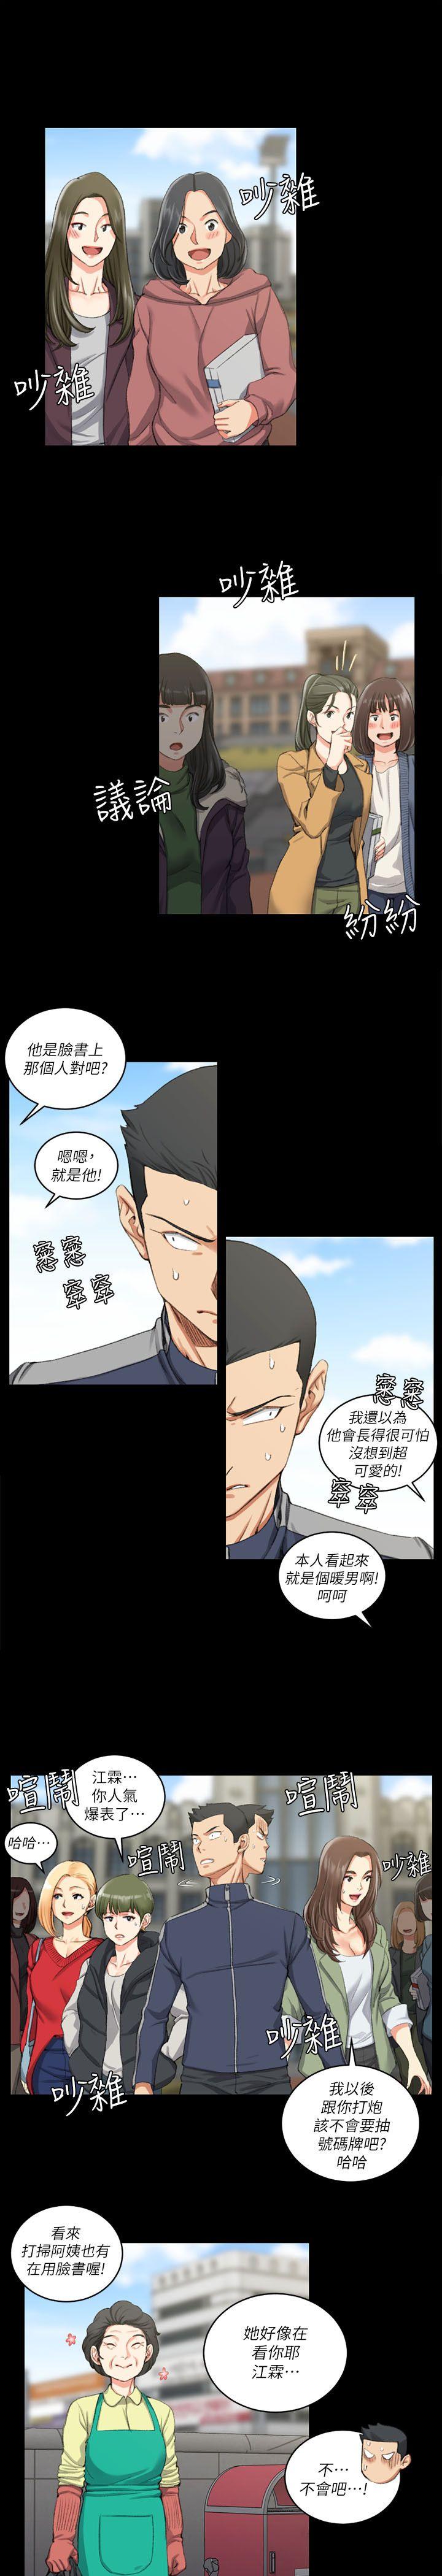 吵雜
吵雜
吵雜
議論
紛紛
他是臉書上
那個人對吧?
嗯嗯,
就是他!
窸窸
窣窣
窸窸
我還以為
他會長得很可怕
沒想到超
可愛的!
窣窣
本人看起來
就是個暖男啊!
呵呵
喧鬧
江霖…
你人氣
爆表了…
喧鬧
哈哈…
喧鬧
吵雜
吵雜
吵雜
我以後
跟你打炮
該不會要抽
號碼牌吧?
哈哈
看來
打掃阿姨也有
在用臉書喔!
她好像在
看你耶
江霖…
不…
不會吧…!